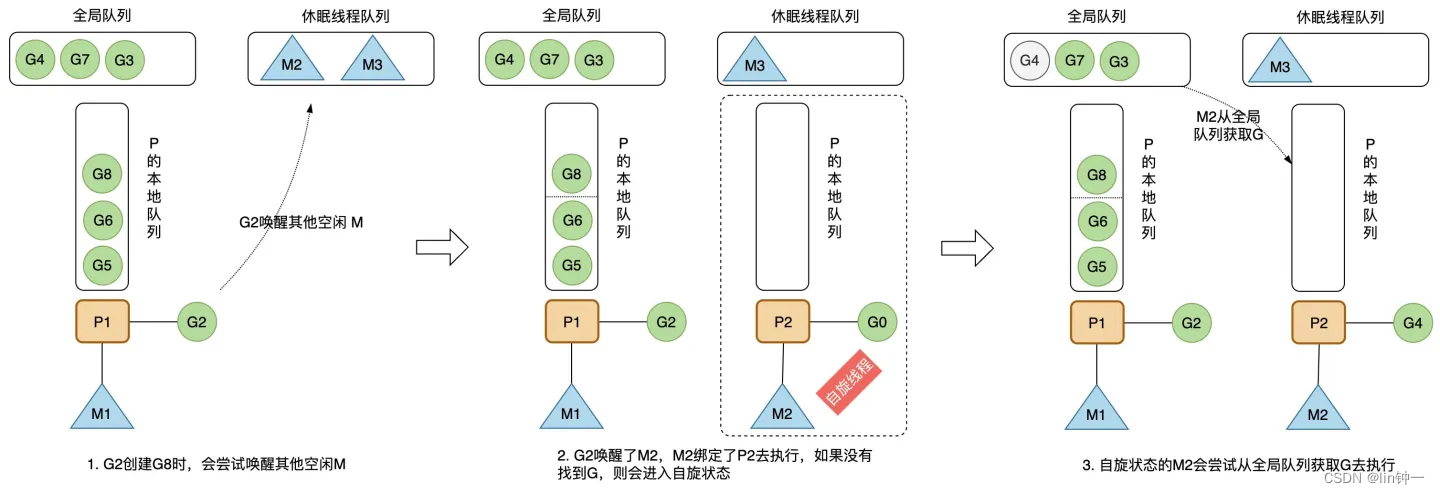 全局队列
休眠线程队列
G4
G7
G3
M2
M3
P
的
本
地
队
列
G8
G6
G5
G2唤醒其他空闲 M
P1
G2
M1
1. G2创建G8时，会尝试唤醒其他空闲M
全局队列
休眠线程队列
G4
G7
G3
M3
G8
G6
G5
P
的
本
地
队
列
P
的
本
地
队
列
P1
G2
P2
G0
自旋线程
M1
M2
2. G2唤醒了M2，M2绑定了P2去执行，如果没有
找到G，则会进入自旋状态
全局队列
休眠线程队列
G4
G7
G3
M3
M2从全局
队列获取G
G8
G6
G5
P
的
本
地
队
列
P
的
本
地
队
列
P1
G2
P2
G4
M1
M2
3. 自旋状态的M2会尝试从全局队列获取G去执行
CSDN @lin钟一